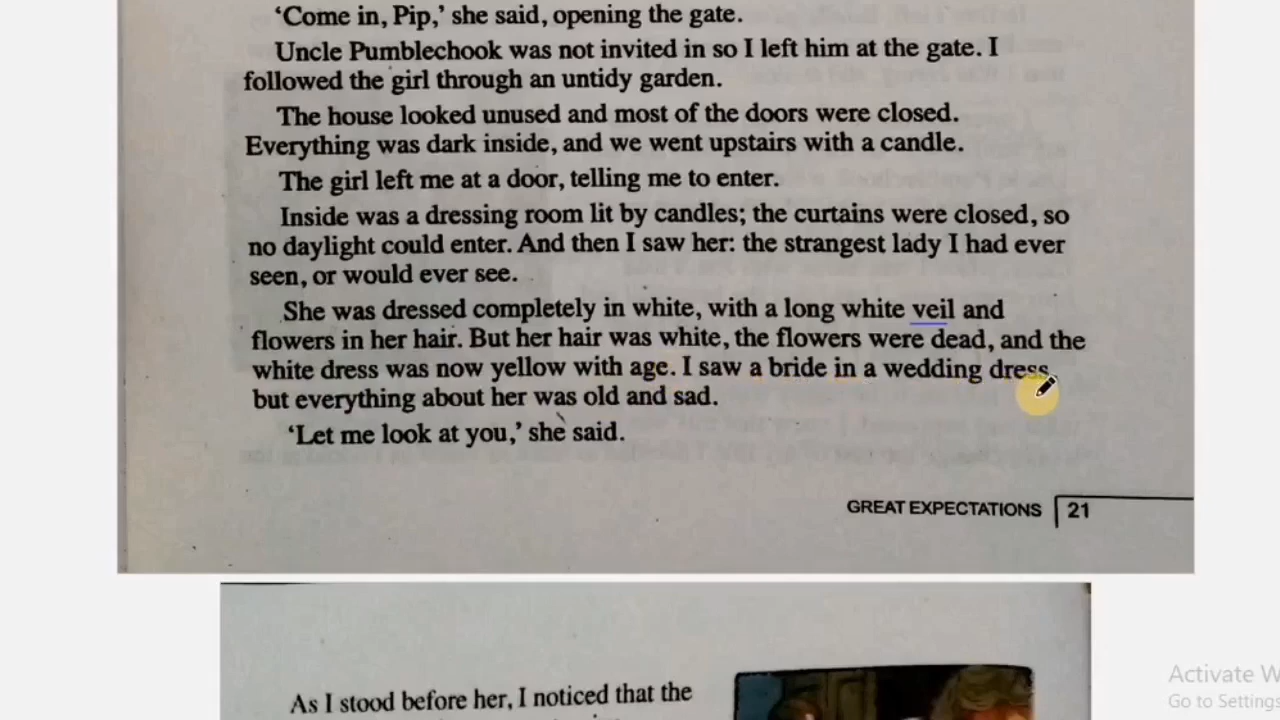 ‘Come in, Pip,’ she said, opening the gate.
Uncle Pumblechook was not invited in so I left him at the gate. I
followed the girl through an untidy garden.
The house looked unused and most of the doors were closed.
Everything was dark inside, and we went upstairs with a candle.
The girl left me at a door, telling me to enter.
Inside was a dressing room lit by candles; the curtains were closed, so
no daylight could enter. And then I saw her: the strangest lady I had ever
seen, or would ever see.
She was dressed completely in white, with a long white veil and
flowers in her hair. But her hair was white, the flowers were dead, and the
white dress was now yellow with age. I saw a bride in a wedding dress,
but everything about her was old and sad.
‘Let me look at you,’ she said.
GREAT EXPECTATIONS 21
As I stood before her, I noticed that the
Activate W
Go to Settings